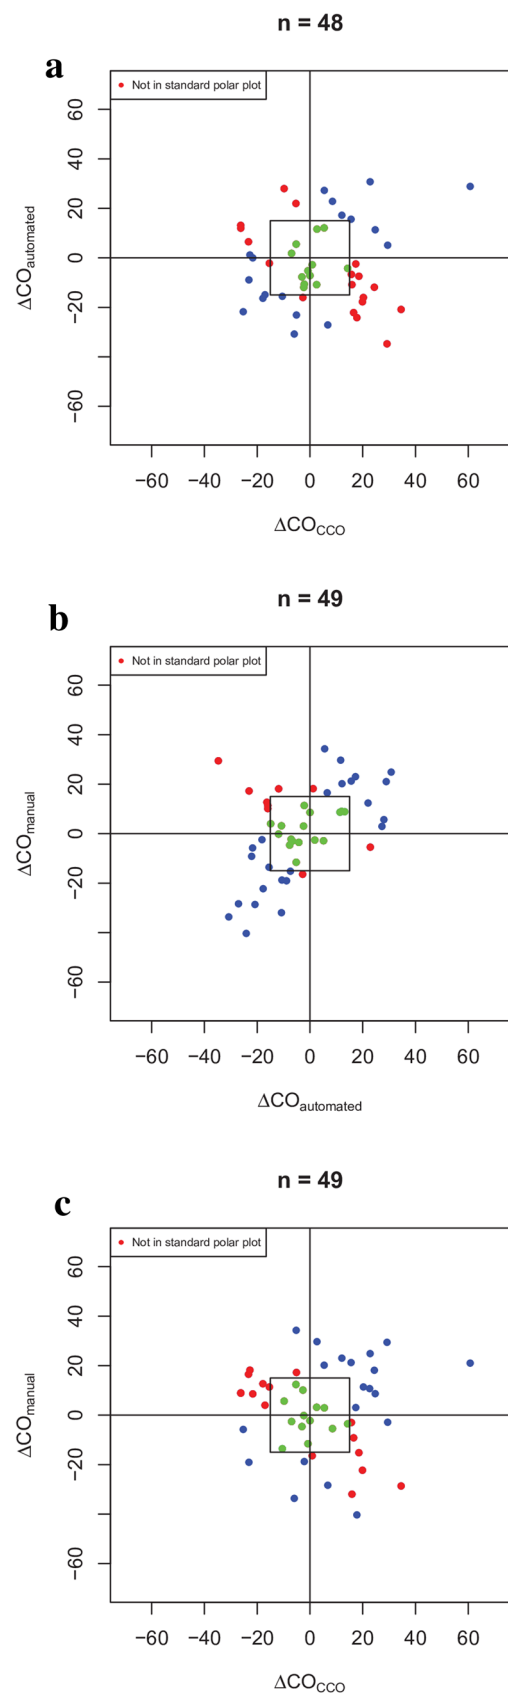 n = 48
a
Not in standard polar plot
60
40
20
0
−20
−60
ΔCOautomated
−60 −40 −20 0 20 40 60
ΔCOCCO
n = 49
b
Not in standard polar plot
60
40
20
0
−20
−60
ΔCOmanual
−60 −40 −20 0 20 40 60
ΔCOautomated
n = 49
c
Not in standard polar plot
60
40
20
0
−20
−60
ΔCOmanual
−60 −40 −20 0 20 40 60
ΔCOCCO